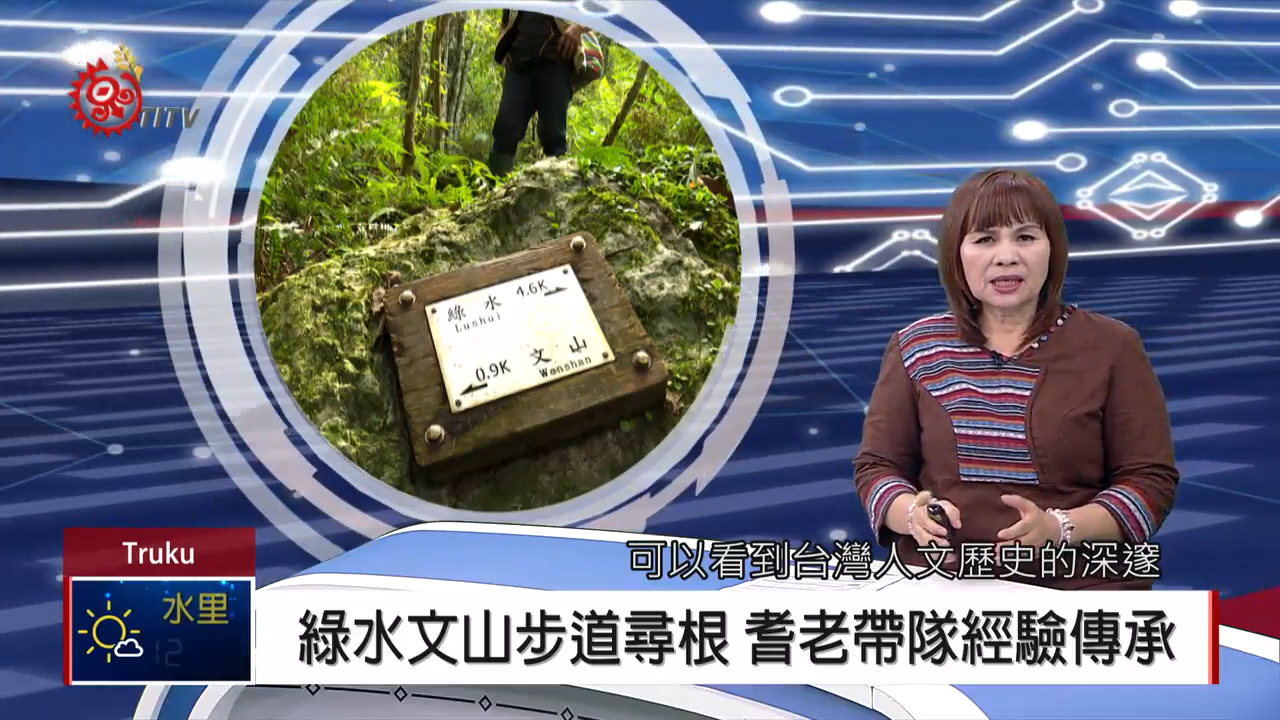 TITV
綠水 4.6K
Lushui
0.9K 文山
Wenshan
可以看到台灣人文歷史的深邃
Truku
水里
12
綠水文山步道尋根 耆老帶隊經驗傳承